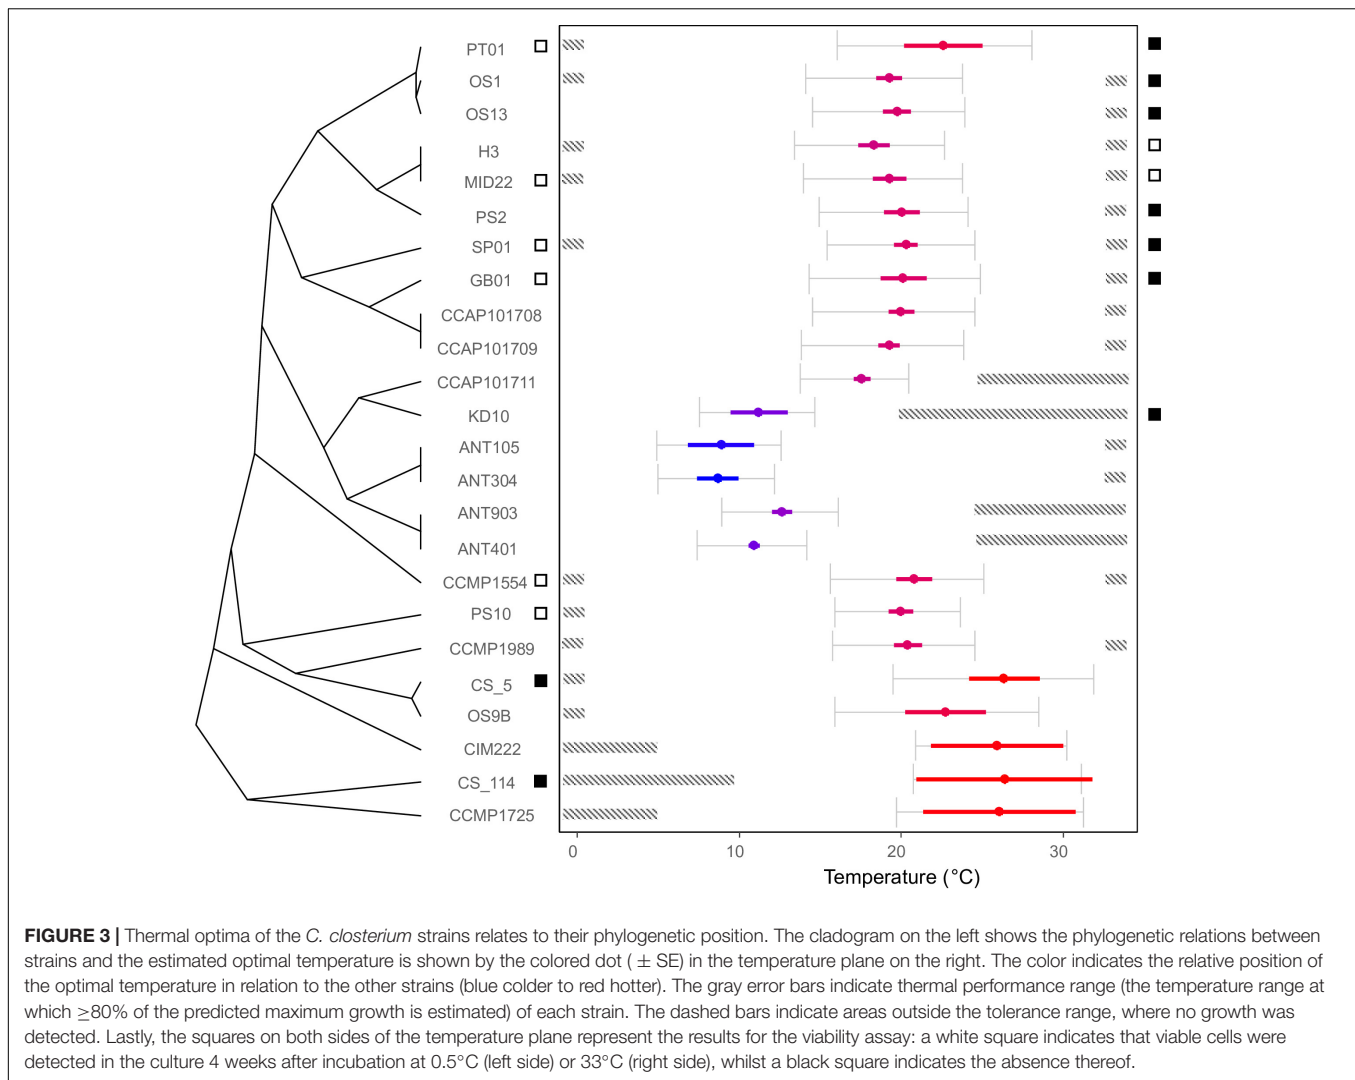 PT01
OS1
OS13
H3
MID22
PS2
SP01
GB01
CCAP101708
CCAP101709
CCAP101711
KD10
ANT105
ANT304
ANT903
ANT401
CCMP1554
PS10
CCMP1989
CS_5
OS9B
CIM222
CS_114
CCMP1725
0 10 20 30
Temperature (°C)
FIGURE 3 | Thermal optima of the C. closterium strains relates to their phylogenetic position. The cladogram on the left shows the phylogenetic relations between
strains and the estimated optimal temperature is shown by the colored dot ( ± SE) in the temperature plane on the right. The color indicates the relative position of
the optimal temperature in relation to the other strains (blue colder to red hotter). The gray error bars indicate thermal performance range (the temperature range at
which ≥80% of the predicted maximum growth is estimated) of each strain. The dashed bars indicate areas outside the tolerance range, where no growth was
detected. Lastly, the squares on both sides of the temperature plane represent the results for the viability assay: a white square indicates that viable cells were
detected in the culture 4 weeks after incubation at 0.5°C (left side) or 33°C (right side), whilst a black square indicates the absence thereof.